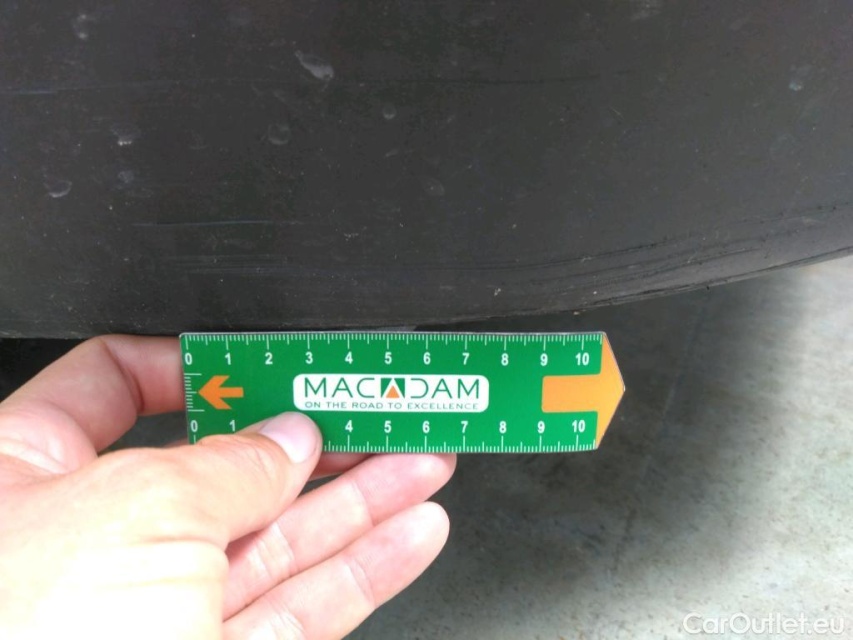 0 1 2 3 4 5 6 7 8 9 10
MACADAM
ON THE ROAD TO EXCELLENCE
0 1 4 5 6 7 8 9 10
CarOutlet.eu